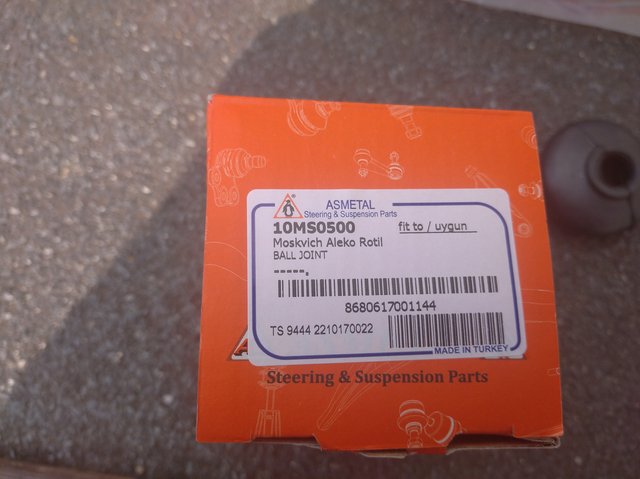 ASMETAL
Steering & Suspension Parts
10MS0500 fit to / uygun
Moskvich Aleko Rotil
BALL JOINT
-----.
8680617001144
TS 9444 2210170022
MADE IN TURKEY
Steering & Suspension Parts